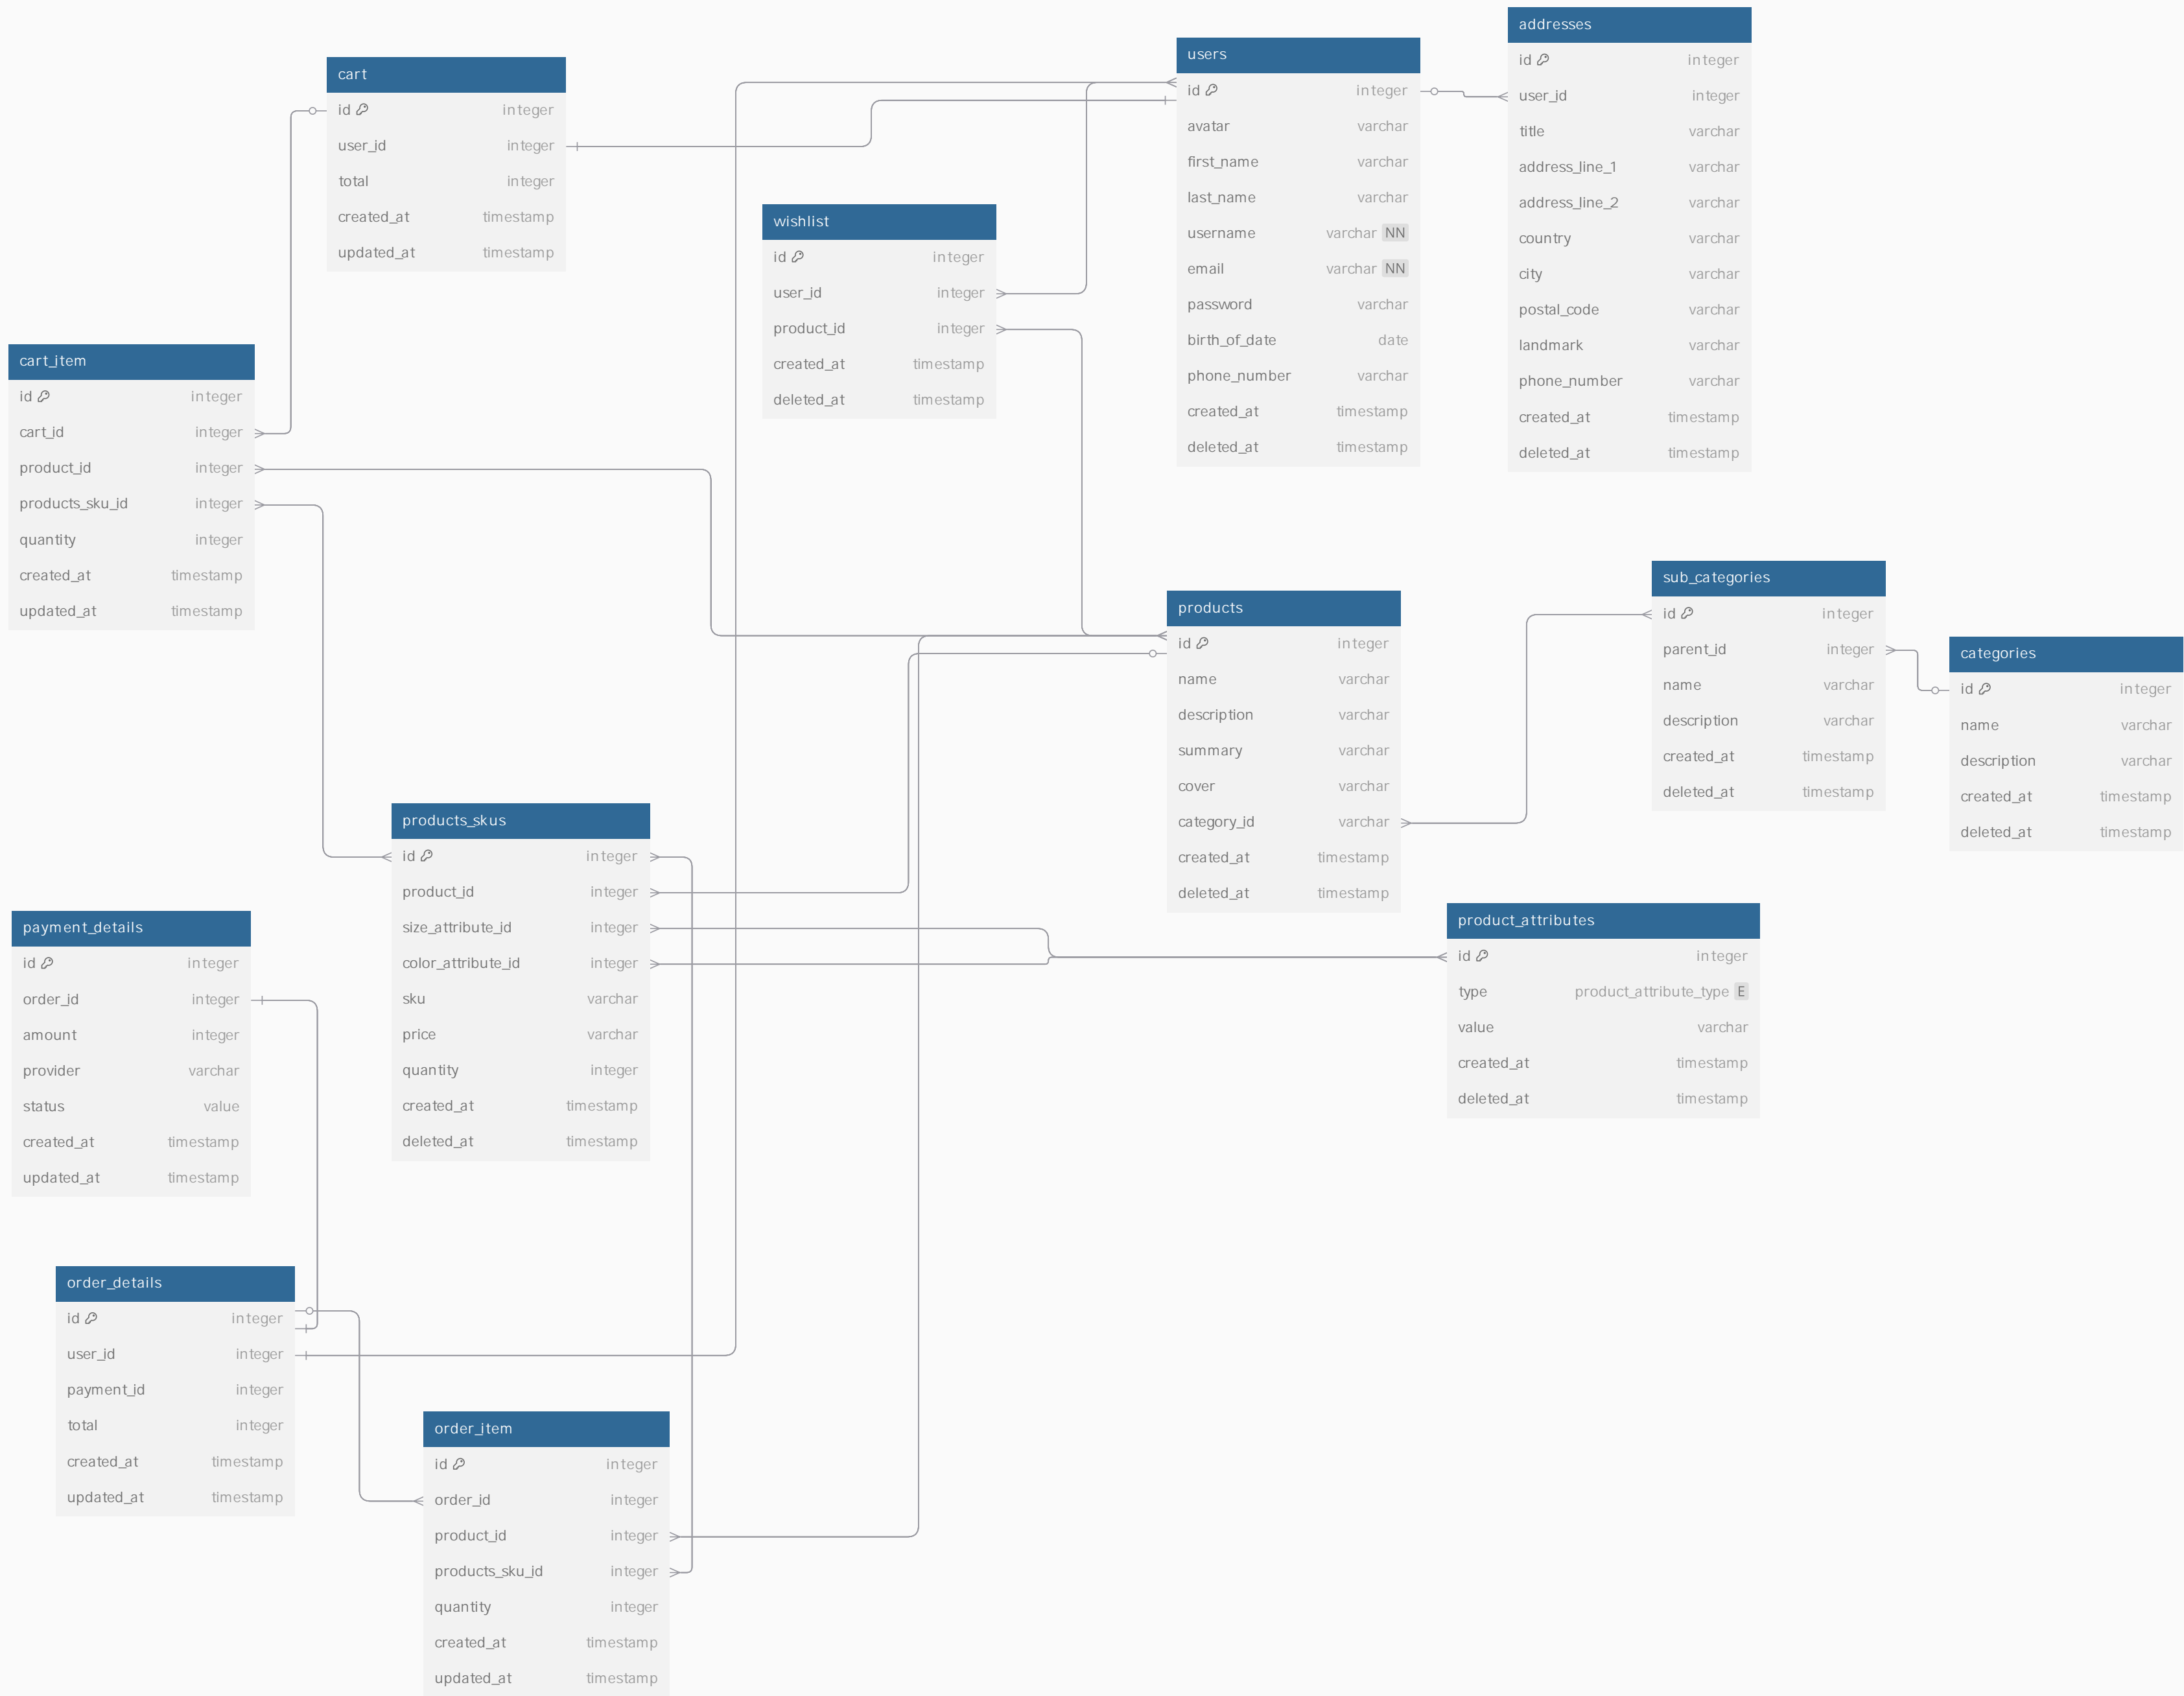 cart
id integer
user_id integer
total integer
created_at timestamp
updated_at timestamp
users
id integer
avatar varchar
first_name varchar
last_name varchar
username varchar NN
email varchar NN
password varchar
birth_of_date date
phone_number varchar
created_at timestamp
deleted_at timestamp
addresses
id integer
user_id integer
title varchar
address_line_1 varchar
address_line_2 varchar
country varchar
city varchar
postal_code varchar
landmark varchar
phone_number varchar
created_at timestamp
deleted_at timestamp
wishlist
id integer
user_id integer
product_id integer
created_at timestamp
deleted_at timestamp
cart_item
id integer
cart_id integer
product_id integer
products_sku_id integer
quantity integer
created_at timestamp
updated_at timestamp
products
id integer
name varchar
description varchar
summary varchar
cover varchar
category_id varchar
created_at timestamp
deleted_at timestamp
sub_categories
id integer
parent_id integer
name varchar
description varchar
created_at timestamp
deleted_at timestamp
categories
id integer
name varchar
description varchar
created_at timestamp
deleted_at timestamp
products_skus
id integer
product_id integer
size_attribute_id integer
color_attribute_id integer
sku varchar
price varchar
quantity integer
created_at timestamp
deleted_at timestamp
product_attributes
id integer
type product_attribute_type E
value varchar
created_at timestamp
deleted_at timestamp
payment_details
id integer
order_id integer
amount integer
provider varchar
status value
created_at timestamp
updated_at timestamp
order_details
id integer
user_id integer
payment_id integer
total integer
created_at timestamp
updated_at timestamp
order_item
id integer
order_id integer
product_id integer
products_sku_id integer
quantity integer
created_at timestamp
updated_at timestamp